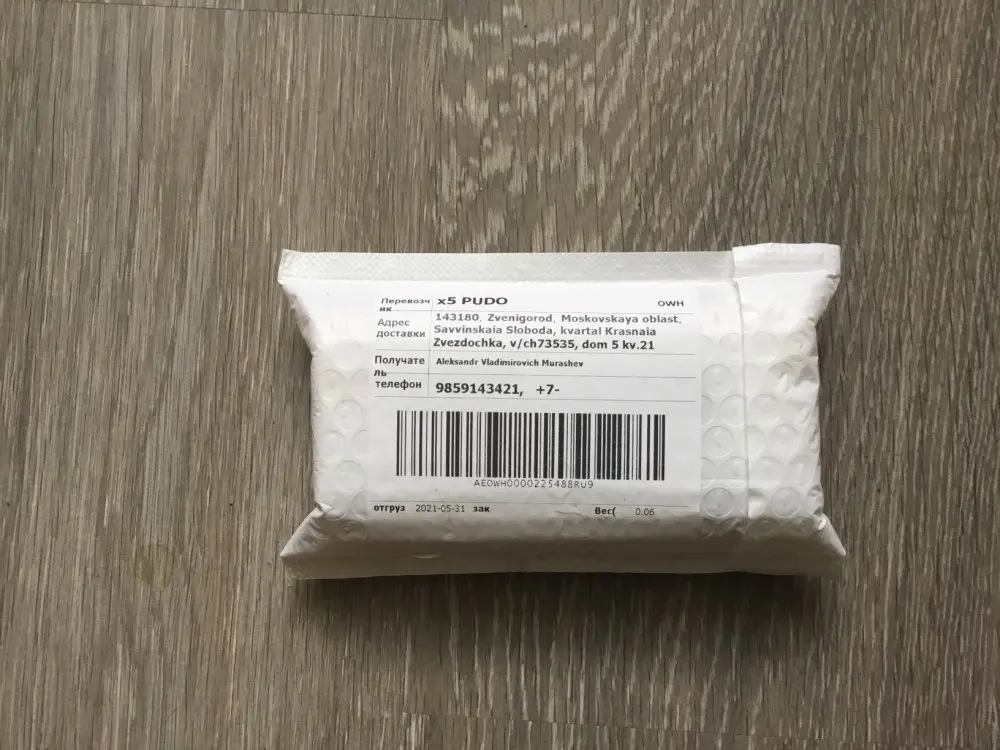 Перевозч x5 PUDO OWH
ик
Адрес 143180, Zvenigorod, Moskovskaya oblast,
доставки Savvinskaia Sloboda, kvartal Krasnaia
Zvezdochka, v/ch73535, dom 5 kv.21
Получате Aleksandr Vladimirovich Murashev
ль
телефон 9859143421, +7-
AEOWH0000225488RU9
отгруз 2021-05-31 зак Вес( 0.06